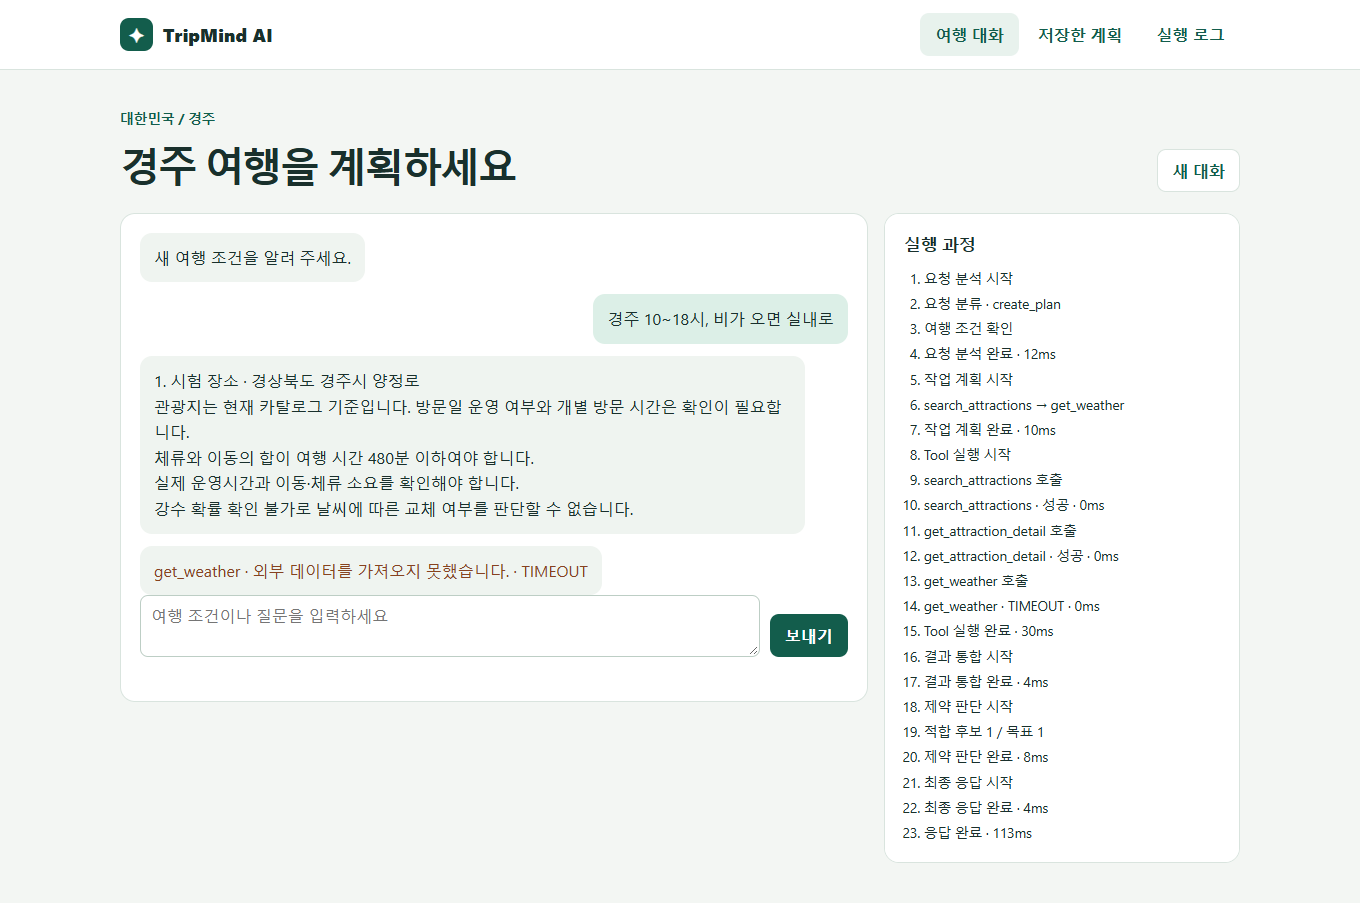 TripMind AI
여행 대화
저장한 계획
실행 로그
대한민국 / 경주
경주 여행을 계획하세요
새 대화
새 여행 조건을 알려 주세요.
경주 10~18시, 비가 오면 실내로
1. 시험 장소 · 경상북도 경주시 양정로
관광지는 현재 카탈로그 기준입니다. 방문일 운영 여부와 개별 방문 시간은 확인이 필요합
니다.
체류와 이동의 합이 여행 시간 480분 이하여야 합니다.
실제 운영시간과 이동·체류 소요를 확인해야 합니다.
강수 확률 확인 불가로 날씨에 따른 교체 여부를 판단할 수 없습니다.
get_weather · 외부 데이터를 가져오지 못했습니다. · TIMEOUT
여행 조건이나 질문을 입력하세요
보내기
실행 과정
1. 요청 분석 시작
2. 요청 분류 · create_plan
3. 여행 조건 확인
4. 요청 분석 완료 · 12ms
5. 작업 계획 시작
6. search_attractions → get_weather
7. 작업 계획 완료 · 10ms
8. Tool 실행 시작
9. search_attractions 호출
10. search_attractions · 성공 · 0ms
11. get_attraction_detail 호출
12. get_attraction_detail · 성공 · 0ms
13. get_weather 호출
14. get_weather · TIMEOUT · 0ms
15. Tool 실행 완료 · 30ms
16. 결과 통합 시작
17. 결과 통합 완료 · 4ms
18. 제약 판단 시작
19. 적합 후보 1 / 목표 1
20. 제약 판단 완료 · 8ms
21. 최종 응답 시작
22. 최종 응답 완료 · 4ms
23. 응답 완료 · 113ms